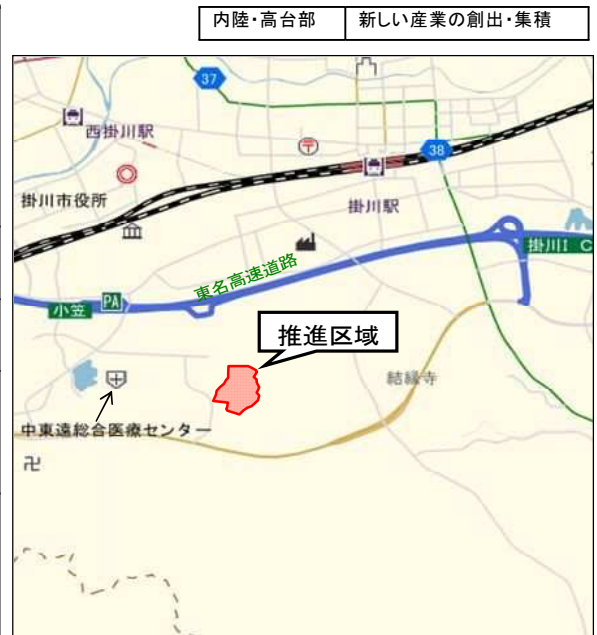 内陸・高台部 新しい産業の創出・集積
37
西掛川駅
〒
38
掛川市役所
掛川駅
東名高速道路
掛川I C
小笠 PA
推進区域
結縁寺
中東遠総合医療センター
卍